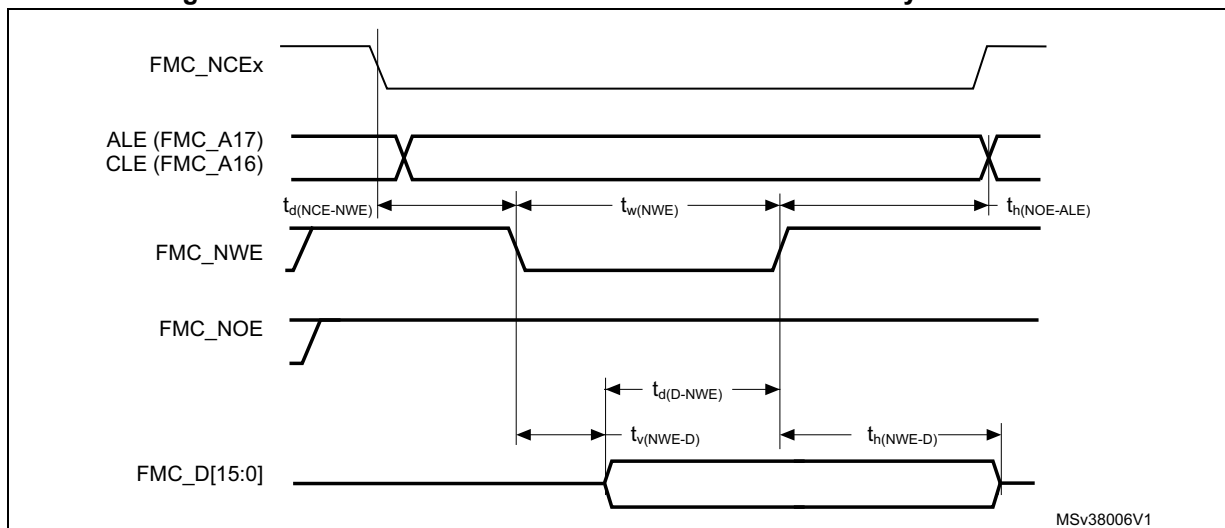 FMC_NCEx
ALE (FMC_A17)
CLE (FMC_A16)
td(NCE-NWE) tw(NWE) th(NOE-ALE)
FMC_NWE
FMC_NOE
td(D-NWE)
tv(NWE-D) th(NWE-D)
FMC_D[15:0]
MSv38006V1